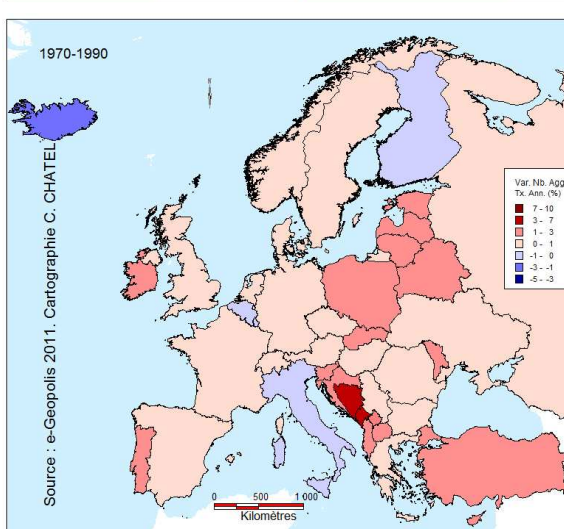 1970-1990
N
Source : e-Geopolis 2011. Cartographie C. CHATEL
Var. Nb. Agg
Tx. Ann. (%)
7 - 10
3 - 7
1 - 3
0 - 1
-1 - 0
-3 - -1
-5 - -3
0 500 1 000
Kilomètres